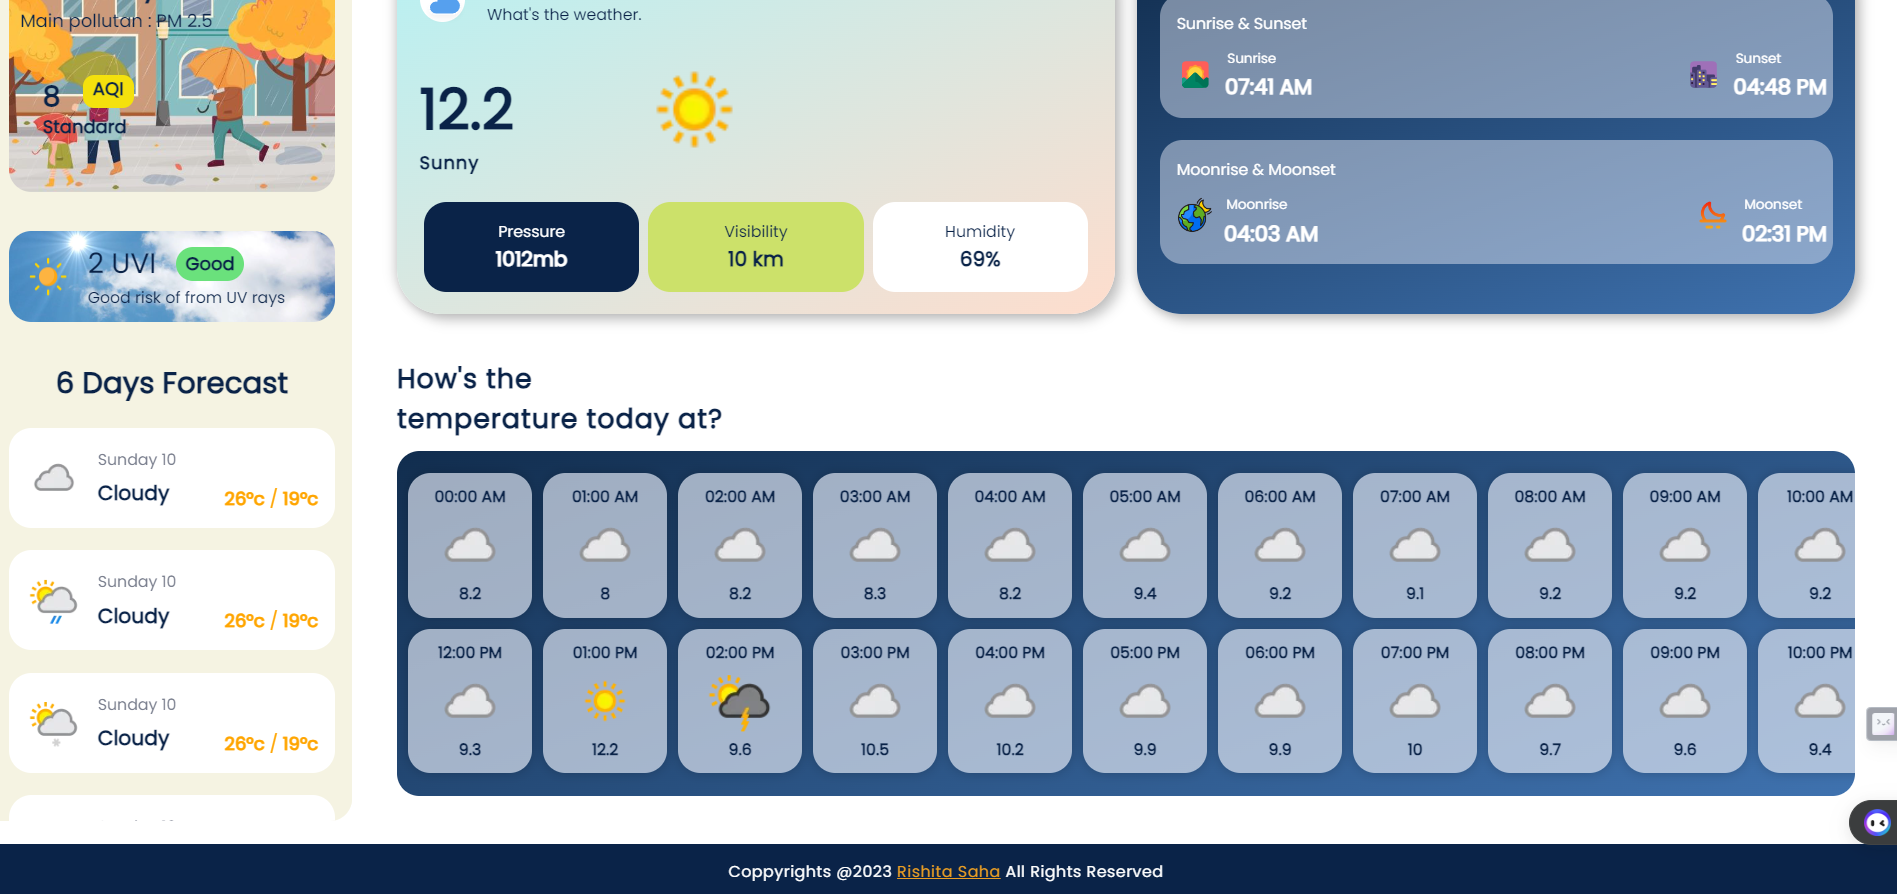 Main pollutan : PM 2.5
8 AQI
Standard
2 UVI Good
Good risk of from UV rays
6 Days Forecast
Sunday 10
Cloudy
26°c / 19°c
Sunday 10
Cloudy
26°c / 19°c
Sunday 10
Cloudy
26°c / 19°c
What's the weather.
12.2
Sunny
Pressure
1012mb
Visibility
10 km
Humidity
69%
Sunrise & Sunset
Sunrise
07:41 AM
Sunset
04:48 PM
Moonrise & Moonset
Moonrise
04:03 AM
Moonset
02:31 PM
How's the
temperature today at?
00:00 AM 01:00 AM 02:00 AM 03:00 AM 04:00 AM 05:00 AM 06:00 AM 07:00 AM 08:00 AM 09:00 AM 10:00 AM
8.2 8 8.2 8.3 8.2 9.4 9.2 9.1 9.2 9.2 9.2
12:00 PM 01:00 PM 02:00 PM 03:00 PM 04:00 PM 05:00 PM 06:00 PM 07:00 PM 08:00 PM 09:00 PM 10:00 PM
9.3 12.2 9.6 10.5 10.2 9.9 9.9 10 9.7 9.6 9.4
Coppyrights @2023 Rishita Saha All Rights Reserved